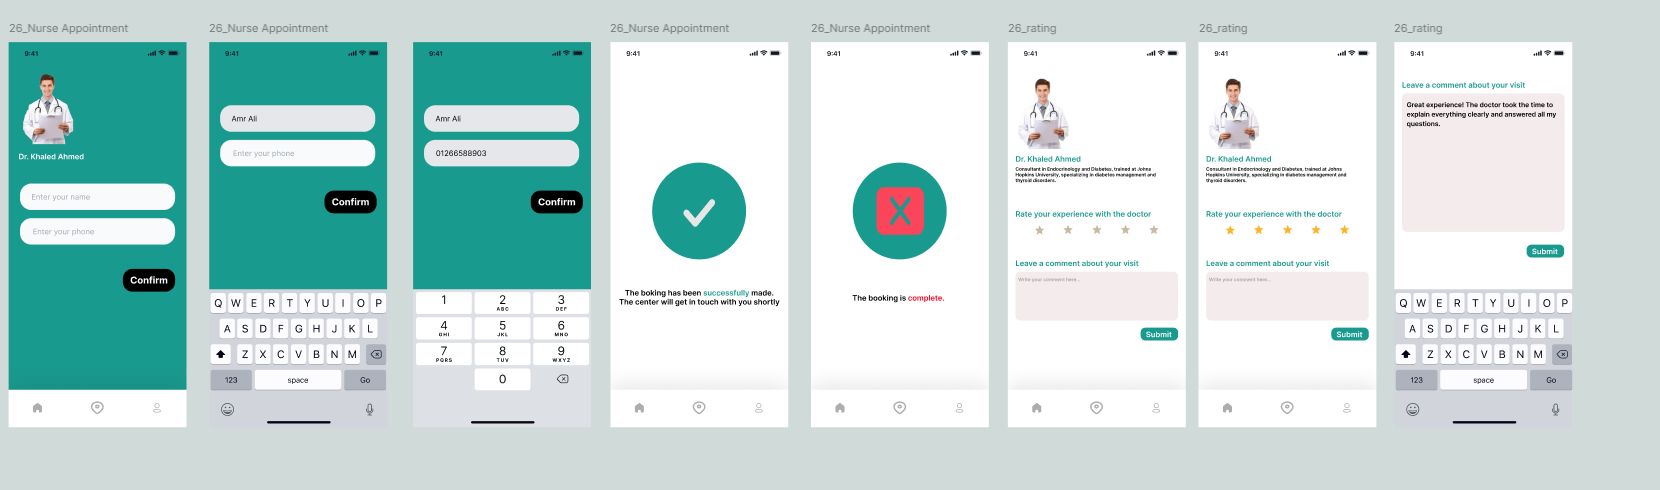 26_Nurse Appointment
9:41
Dr. Khaled Ahmed
Enter your name
Enter your phone
Confirm
26_Nurse Appointment
9:41
Amr Ali
Enter your phone
Confirm
Q W E R T Y U I O P
A S D F G H J K L
Z X C V B N M
123 space Go
9:41
Amr Ali
01266588903
Confirm
1 2 3
ABC DEF
4 5 6
GHI JKL MNO
7 8 9
PQRS TUV WXYZ
0
26_Nurse Appointment
9:41
The boking has been successfully made.
The center will get in touch with you shortly
26_Nurse Appointment
9:41
X
The booking is complete.
26_rating
9:41
Dr. Khaled Ahmed
Consultant in Endocrinology and Diabetes, trained at Johns
Hopkins University, specializing in diabetes management and
thyroid disorders.
Rate your experience with the doctor
Leave a comment about your visit
Write your comment here...
Submit
26_rating
9:41
Dr. Khaled Ahmed
Consultant in Endocrinology and Diabetes, trained at Johns
Hopkins University, specializing in diabetes management and
thyroid disorders.
Rate your experience with the doctor
Leave a comment about your visit
Write your comment here...
Submit
26_rating
9:41
Leave a comment about your visit
Great experience! The doctor took the time to
explain everything clearly and answered all my
questions.
Submit
Q W E R T Y U I O P
A S D F G H J K L
Z X C V B N M
123 space Go